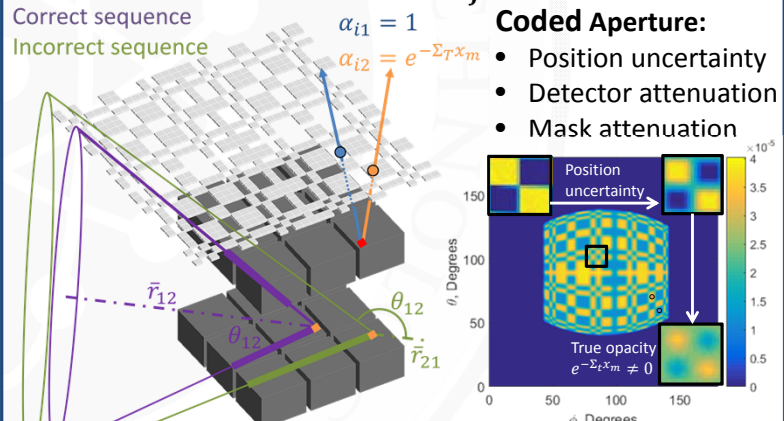 Correct sequence
Incorrect sequence
α_{i1} = 1
α_{i2} = e^{-Σ_T x_m}
r̄_{12}
θ_{12}
θ_{12}
r̄_{21}
Coded Aperture:
• Position uncertainty
• Detector attenuation
• Mask attenuation
×10^{-5}
Position
uncertainty
True opacity
e^{-Σ_t x_m} ≠ 0
θ, Degrees
150
100
50
0
0 50 100 150
ϕ, Degrees
4
3.5
3
2.5
2
1.5
1
0.5
0